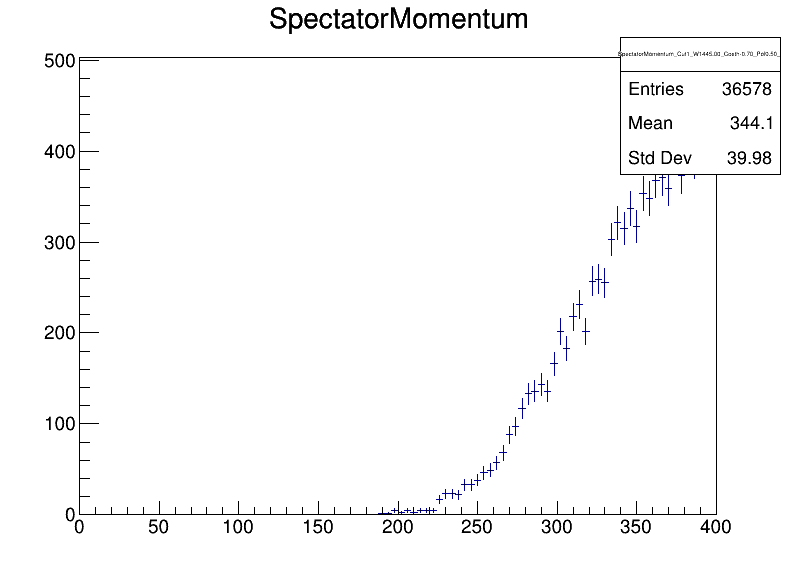 SpectatorMomentum
SpectatorMomentum_Cut1_W1445.00_Costh-0.70_Pol0.50_
Entries 36578
Mean 344.1
Std Dev 39.98
500
400
300
200
100
0
0 50 100 150 200 250 300 350 400